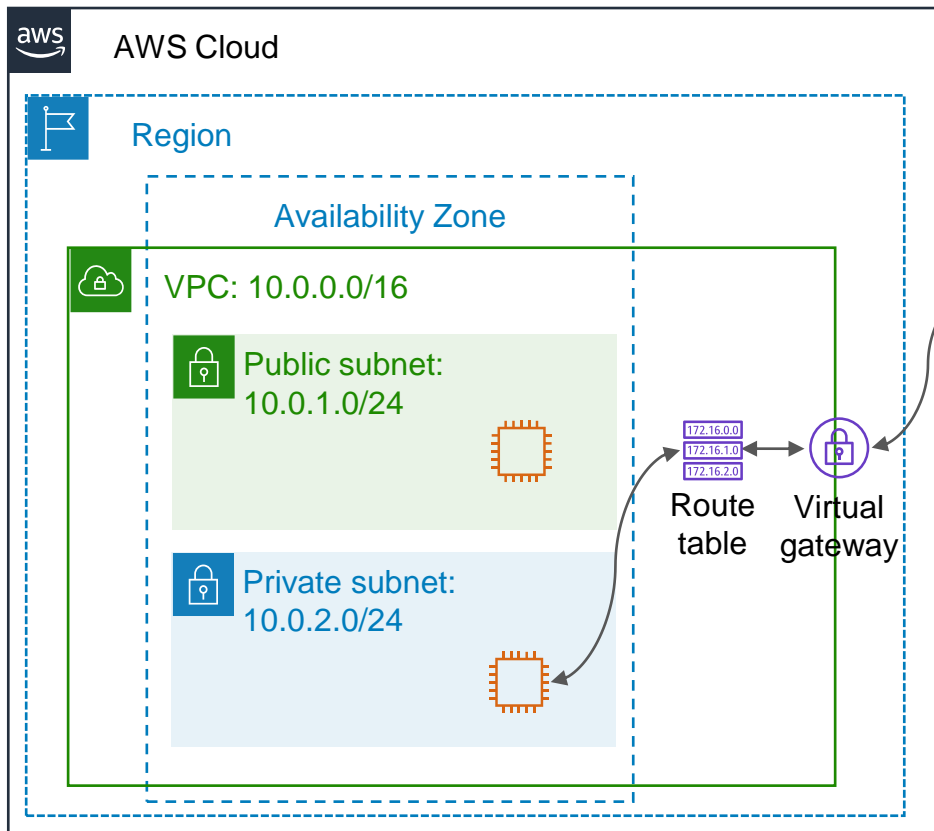 aws
AWS Cloud
Region
Availability Zone
VPC: 10.0.0.0/16
Public subnet:
10.0.1.0/24
172.16.0.0
172.16.1.0
172.16.2.0
Route
table
Virtual
gateway
Private subnet:
10.0.2.0/24